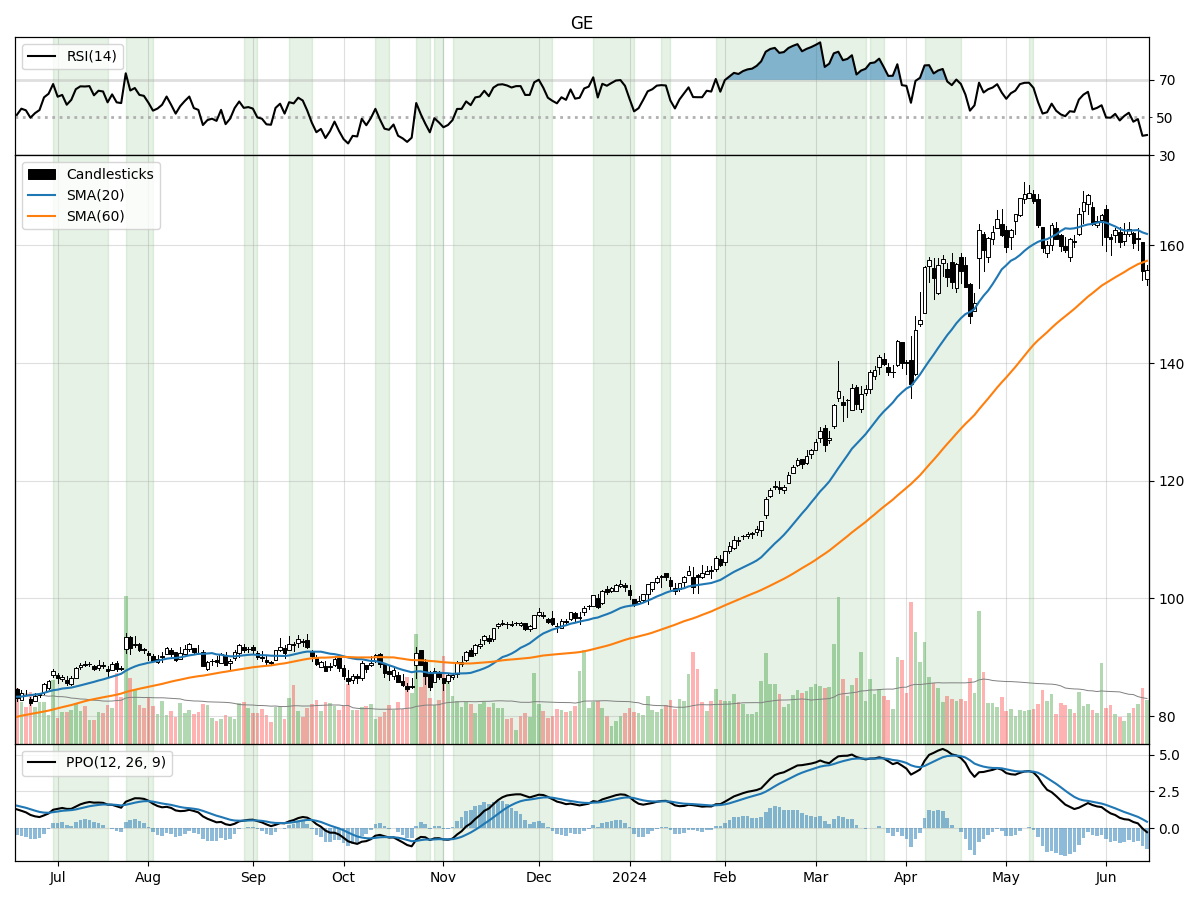 GE
RSI(14)
70
50
30
Candlesticks
SMA(20)
SMA(60)
160
140
120
100
80
PPO(12, 26, 9)
5.0
2.5
0.0
Jul Aug Sep Oct Nov Dec 2024 Feb Mar Apr May Jun